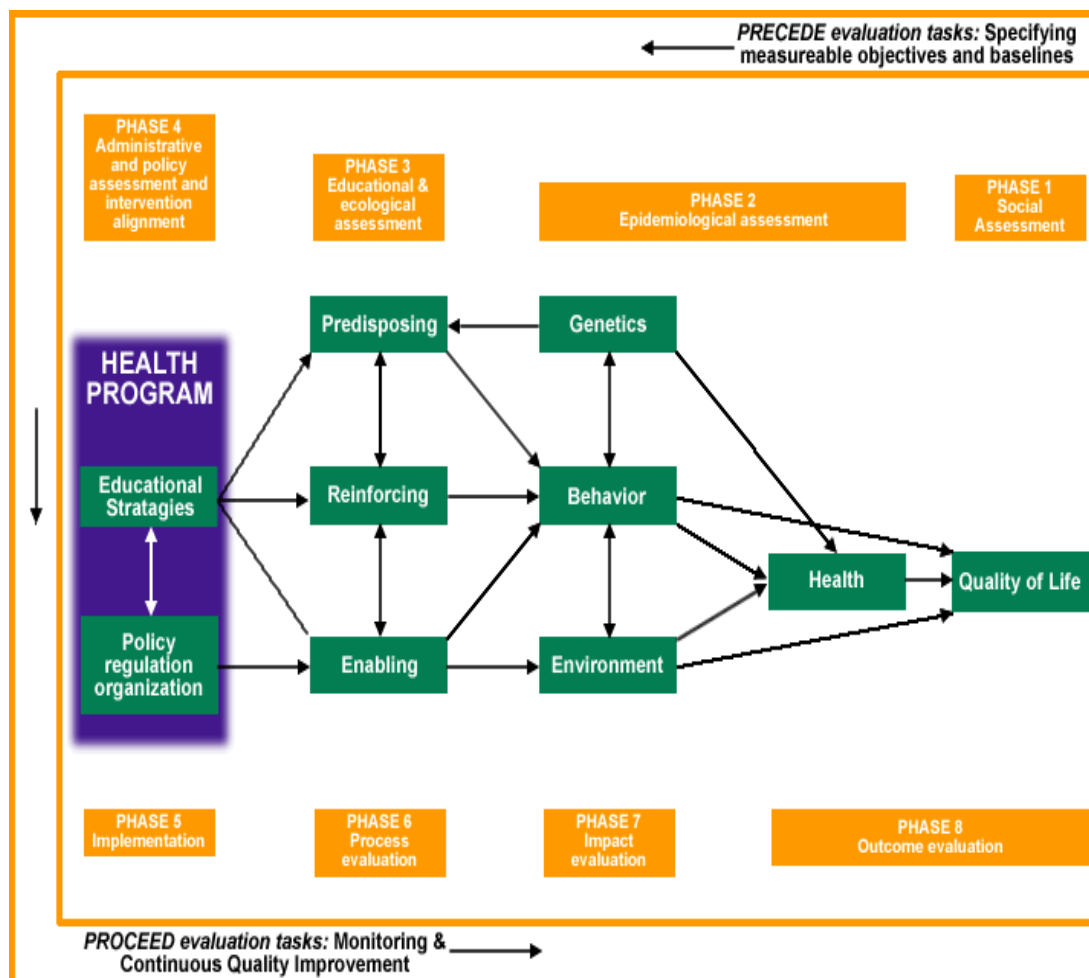 PRECEDE evaluation tasks: Specifying
measureable objectives and baselines
PHASE 4
Administrative
and policy
assessment and
intervention
alignment
PHASE 3
Educational &
ecological
assessment
PHASE 2
Epidemiological assessment
PHASE 1
Social
Assessment
HEALTH
PROGRAM
Educational
Stratagies
Policy
regulation
organization
Predisposing
Reinforcing
Enabling
Genetics
Behavior
Environment
Health
Quality of Life
PHASE 5
Implementation
PHASE 6
Process
evaluation
PHASE 7
Impact
evaluation
PHASE 8
Outcome evaluation
PROCEED evaluation tasks: Monitoring &
Continuous Quality Improvement